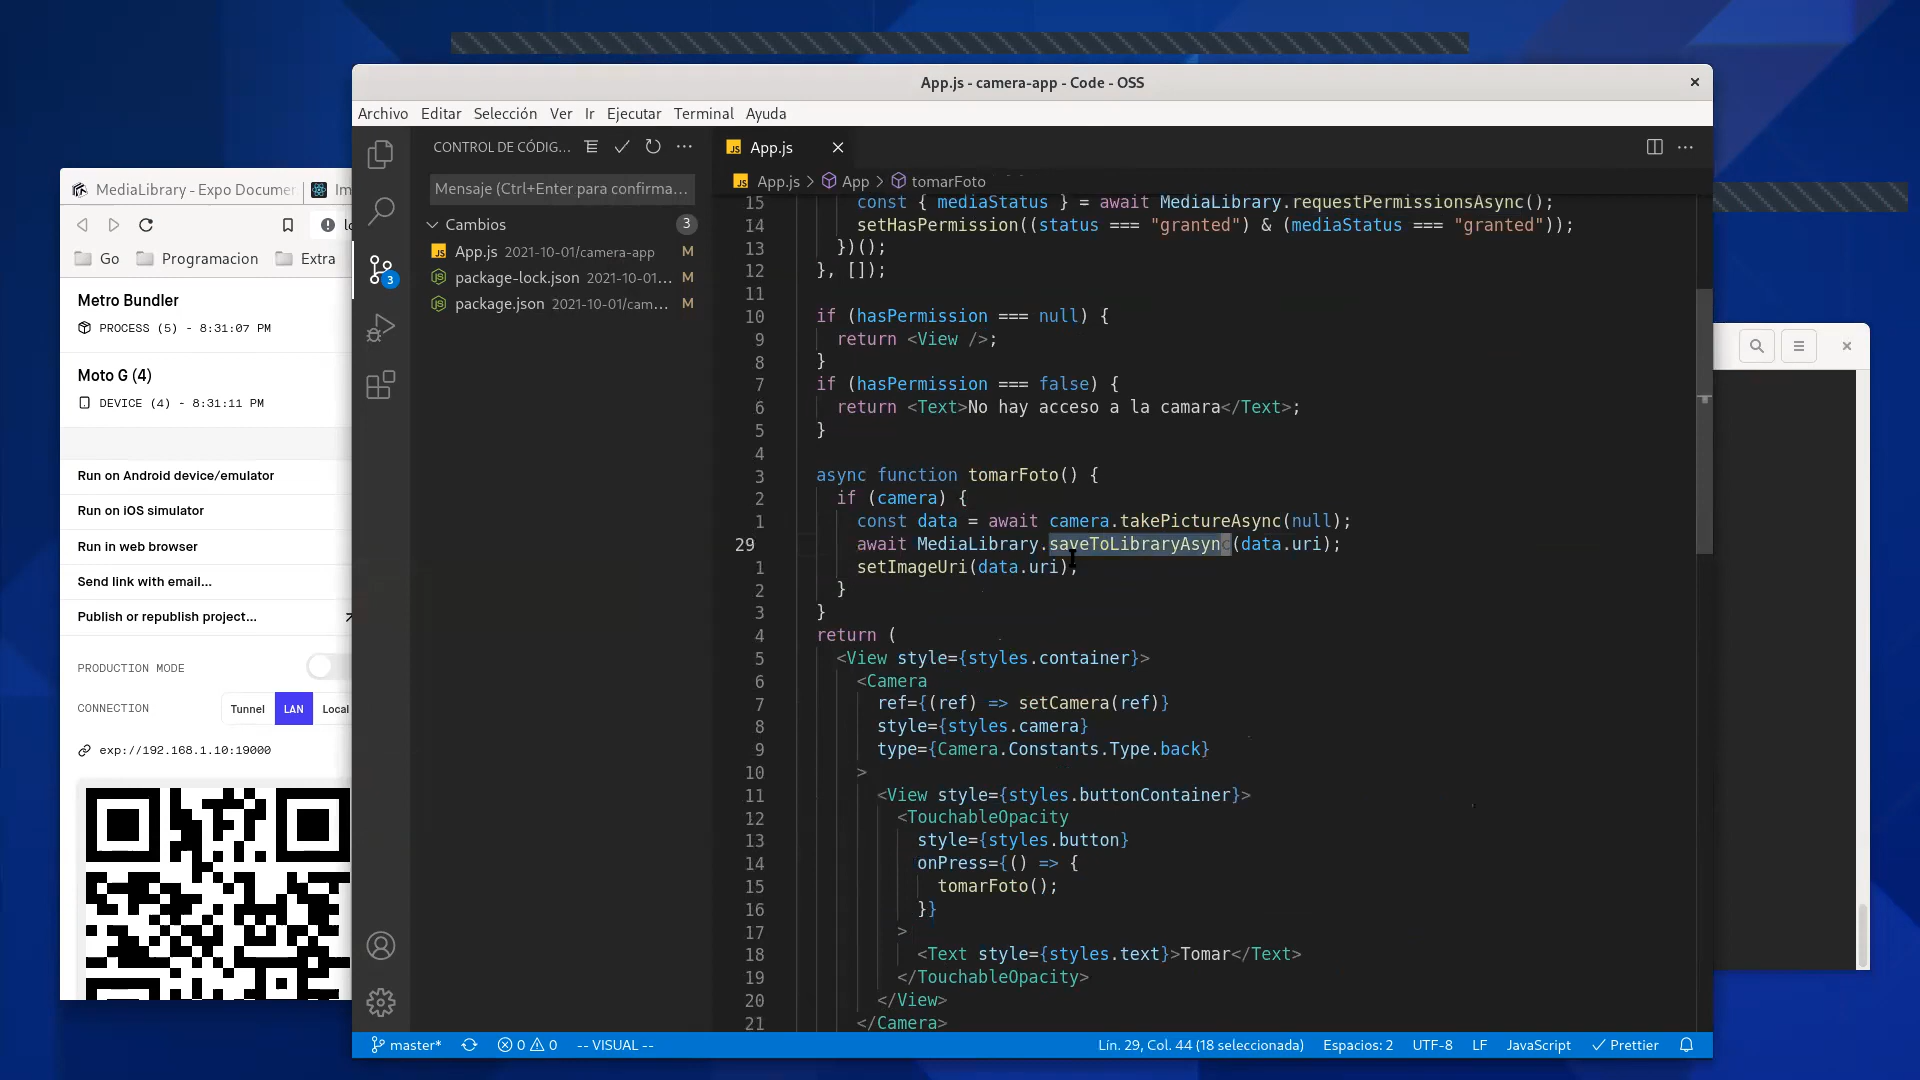 App.js - camera-app - Code - OSS
Archivo Editar Selección Ver Ir Ejecutar Terminal Ayuda
MediaLibrary - Expo Documen
Im
Go Programacion Extra
Metro Bundler
PROCESS (5) - 8:31:07 PM
Moto G (4)
DEVICE (4) - 8:31:11 PM
Run on Android device/emulator
Run on iOS simulator
Run in web browser
Send link with email...
Publish or republish project...
PRODUCTION MODE
CONNECTION Tunnel LAN Local
exp://192.168.1.10:19000
CONTROL DE CÓDIG...
Mensaje (Ctrl+Enter para confirma...
Cambios 3
App.js 2021-10-01/camera-app M
package-lock.json 2021-10-01... M
package.json 2021-10-01/cam... M
3
JS App.js
JS App.js > App > tomarFoto
15 const { mediaStatus } = await MediaLibrary.requestPermissionsAsync();
14 setHasPermission((status === "granted") & (mediaStatus === "granted"));
13 })();
12 }, []);
11
10 if (hasPermission === null) {
9 return <View />;
8 }
7 if (hasPermission === false) {
6 return <Text>No hay acceso a la camara</Text>;
5 }
4
3 async function tomarFoto() {
2 if (camera) {
1 const data = await camera.takePictureAsync(null);
29 await MediaLibrary.saveToLibraryAsync(data.uri);
1 setImageUri(data.uri);
2 }
3 }
4 return (
5 <View style={styles.container}>
6 <Camera
7 ref={(ref) => setCamera(ref)}
8 style={styles.camera}
9 type={Camera.Constants.Type.back}
10 >
11 <View style={styles.buttonContainer}>
12 <TouchableOpacity
13 style={styles.button}
14 onPress={() => {
15 tomarFoto();
16 }}
17 >
18 <Text style={styles.text}>Tomar</Text>
19 </TouchableOpacity>
20 </View>
21 </Camera>
master* 0 0 -- VISUAL -- Lín. 29, Col. 44 (18 seleccionada) Espacios: 2 UTF-8 LF JavaScript Prettier